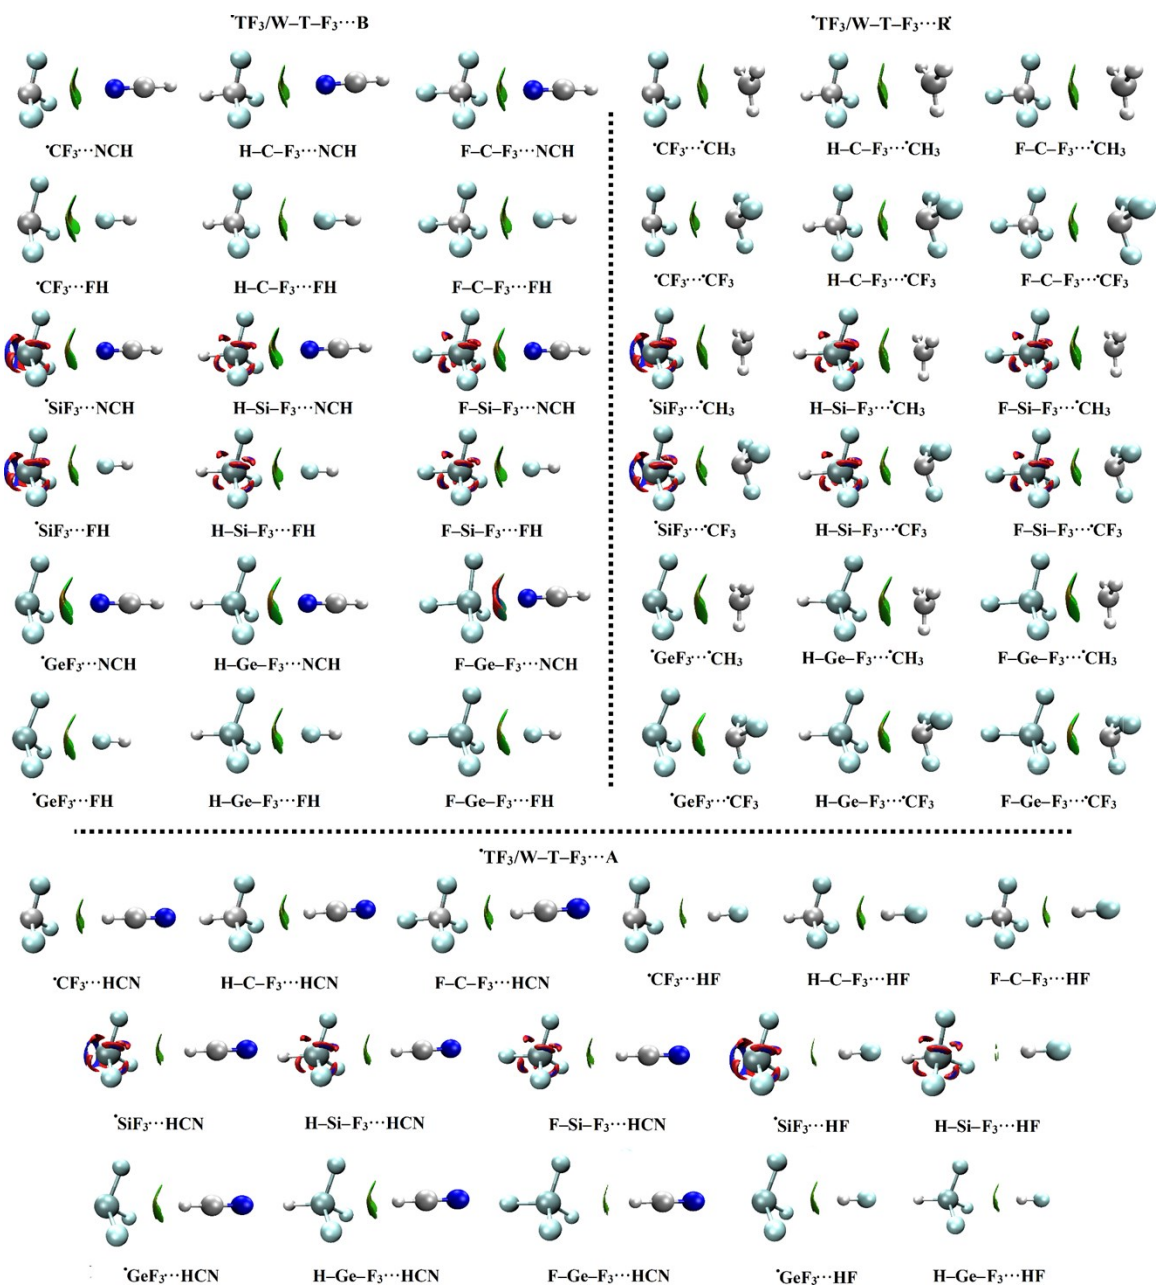 •TF₃/W–T–F₃⋯B
•CF₃⋯NCH H–C–F₃⋯NCH F–C–F₃⋯NCH
•CF₃⋯FH H–C–F₃⋯FH F–C–F₃⋯FH
•SiF₃⋯NCH H–Si–F₃⋯NCH F–Si–F₃⋯NCH
•SiF₃⋯FH H–Si–F₃⋯FH F–Si–F₃⋯FH
•GeF₃⋯NCH H–Ge–F₃⋯NCH F–Ge–F₃⋯NCH
•GeF₃⋯FH H–Ge–F₃⋯FH F–Ge–F₃⋯FH
•TF₃/W–T–F₃⋯R•
•CF₃⋯•CH₃ H–C–F₃⋯•CH₃ F–C–F₃⋯•CH₃
•CF₃⋯•CF₃ H–C–F₃⋯•CF₃ F–C–F₃⋯•CF₃
•SiF₃⋯•CH₃ H–Si–F₃⋯•CH₃ F–Si–F₃⋯•CH₃
•SiF₃⋯•CF₃ H–Si–F₃⋯•CF₃ F–Si–F₃⋯•CF₃
•GeF₃⋯•CH₃ H–Ge–F₃⋯•CH₃ F–Ge–F₃⋯•CH₃
•GeF₃⋯•CF₃ H–Ge–F₃⋯•CF₃ F–Ge–F₃⋯•CF₃
•TF₃/W–T–F₃⋯A
•CF₃⋯HCN H–C–F₃⋯HCN F–C–F₃⋯HCN •CF₃⋯HF H–C–F₃⋯HF F–C–F₃⋯HF
•SiF₃⋯HCN H–Si–F₃⋯HCN F–Si–F₃⋯HCN •SiF₃⋯HF H–Si–F₃⋯HF
•GeF₃⋯HCN H–Ge–F₃⋯HCN F–Ge–F₃⋯HCN •GeF₃⋯HF H–Ge–F₃⋯HF